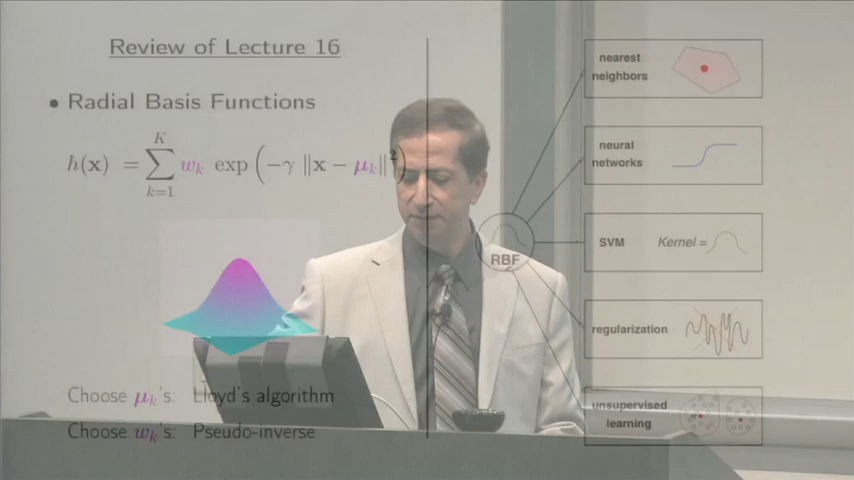 Review of Lecture 16
• Radial Basis Functions
h(x) = ∑_{k=1}^{K} w_k exp(−γ ‖x − μ_k‖²)
Choose μ_k's: Lloyd's algorithm
Choose w_k's: Pseudo-inverse
RBF
nearest
neighbors
neural
networks
SVM Kernel =
regularization
unsupervised
learning